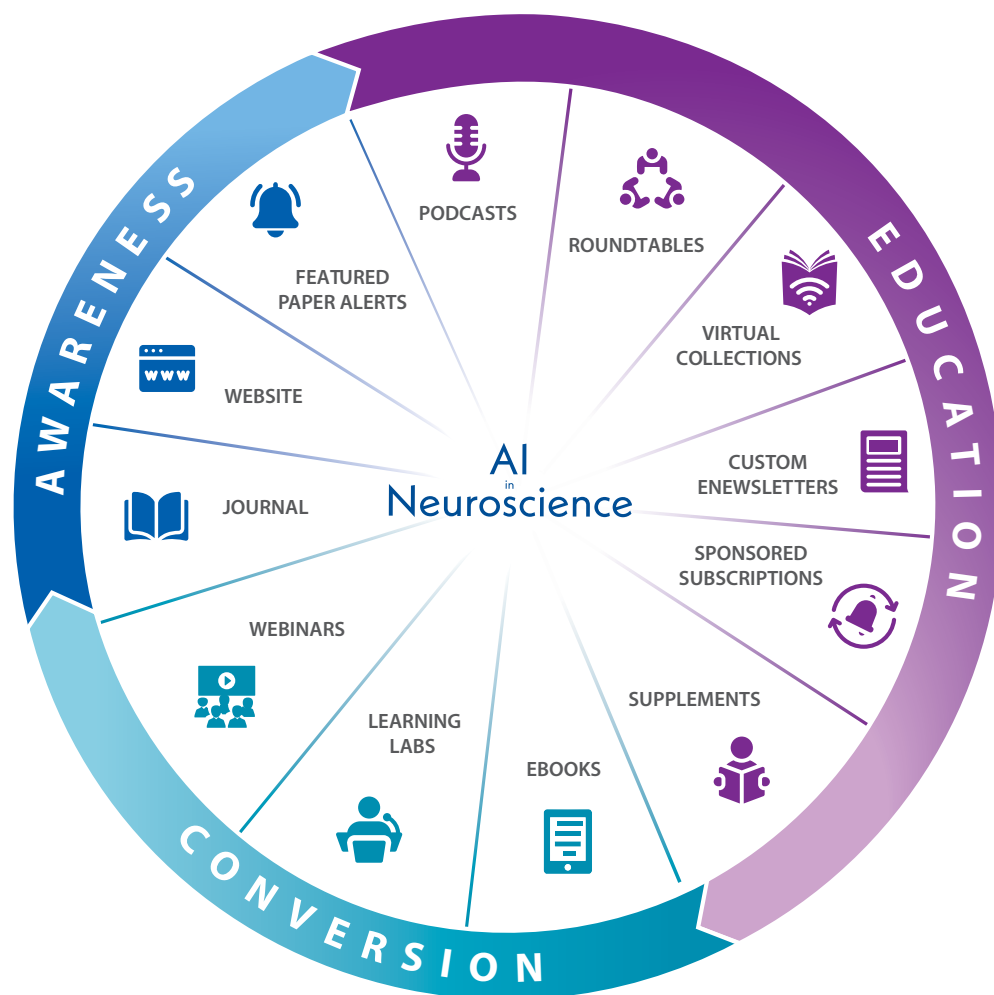 AWARENESS
EDUCATION
CONVERSION
PODCASTS
ROUNDTABLES
VIRTUAL
COLLECTIONS
CUSTOM
ENEWSLETTERS
SPONSORED
SUBSCRIPTIONS
SUPPLEMENTS
EBOOKS
LEARNING
LABS
WEBINARS
JOURNAL
WEBSITE
www
FEATURED
PAPER ALERTS
AI
in
Neuroscience